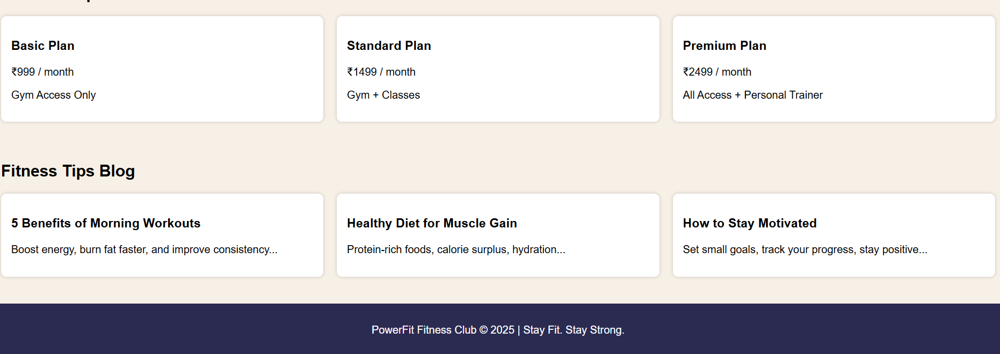 Basic Plan
₹999 / month
Gym Access Only
Standard Plan
₹1499 / month
Gym + Classes
Premium Plan
₹2499 / month
All Access + Personal Trainer
Fitness Tips Blog
5 Benefits of Morning Workouts
Boost energy, burn fat faster, and improve consistency...
Healthy Diet for Muscle Gain
Protein-rich foods, calorie surplus, hydration...
How to Stay Motivated
Set small goals, track your progress, stay positive...
PowerFit Fitness Club © 2025 | Stay Fit. Stay Strong.